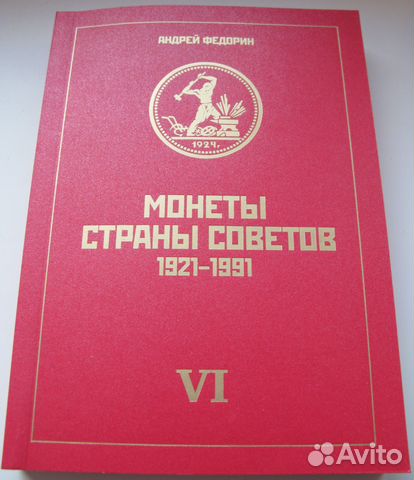 АНДРЕЙ ФЕДОРИН
1924г.
МОНЕТЫ
СТРАНЫ СОВЕТОВ
1921-1991
VI
Avito